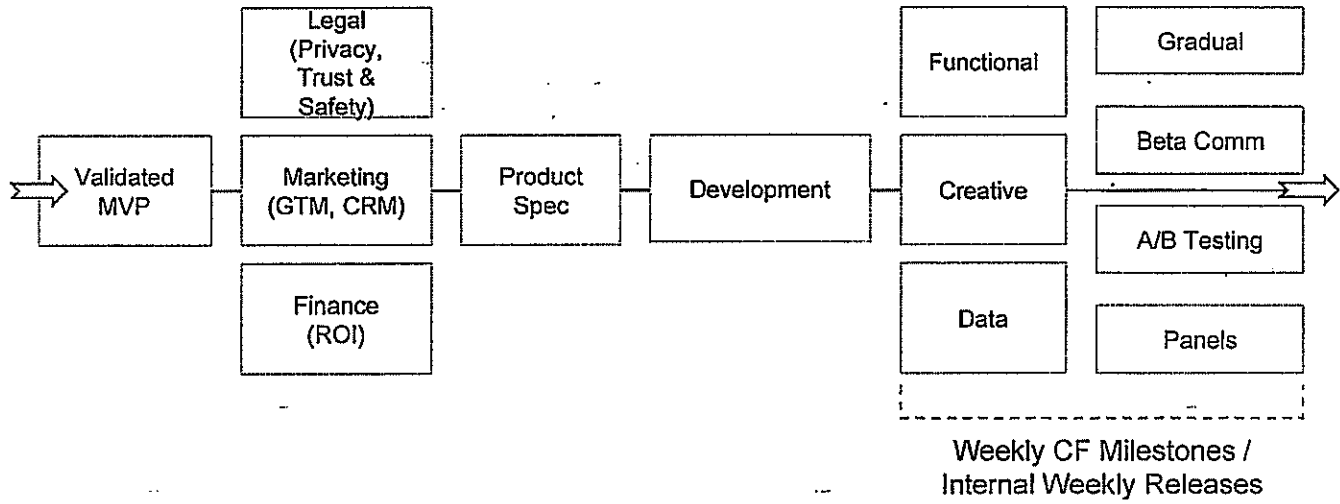 Legal
(Privacy,
Trust &
Safety)
Functional
Gradual
Validated
MVP
Marketing
(GTM, CRM)
Product
Spec
Development
Creative
Beta Comm
A/B Testing
Finance
(ROI)
Data
Panels
Weekly CF Milestones /
Internal Weekly Releases